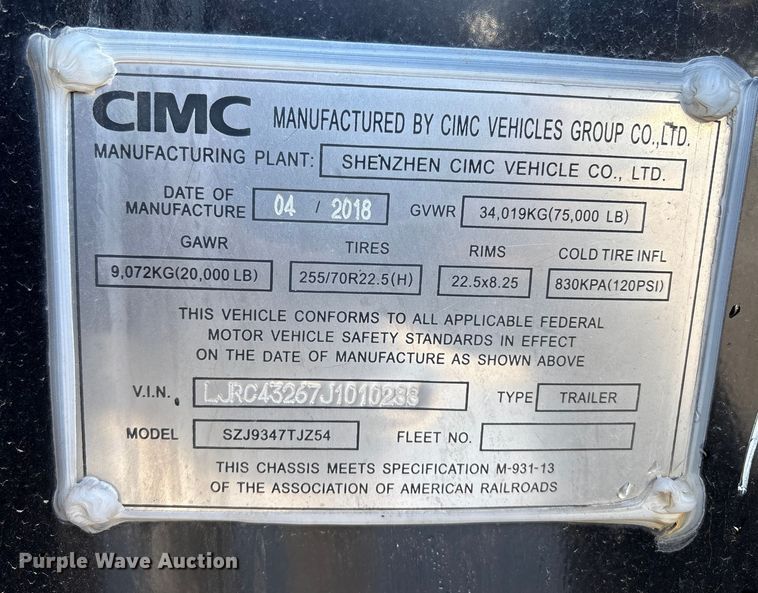 CIMC MANUFACTURED BY CIMC VEHICLES GROUP CO.,LTD.
MANUFACTURING PLANT: SHENZHEN CIMC VEHICLE CO., LTD.
DATE OF MANUFACTURE 04 / 2018 GVWR 34,019KG(75,000 LB)
GAWR TIRES RIMS COLD TIRE INFL
9,072KG(20,000 LB) 255/70R22.5(H) 22.5x8.25 830KPA(120PSI)
THIS VEHICLE CONFORMS TO ALL APPLICABLE FEDERAL
MOTOR VEHICLE SAFETY STANDARDS IN EFFECT
ON THE DATE OF MANUFACTURE AS SHOWN ABOVE
V.I.N. TYPE TRAILER
MODEL SZJ9347TJZ54 FLEET NO.
THIS CHASSIS MEETS SPECIFICATION M-931-13
OF THE ASSOCIATION OF AMERICAN RAILROADS
Purple Wave Auction